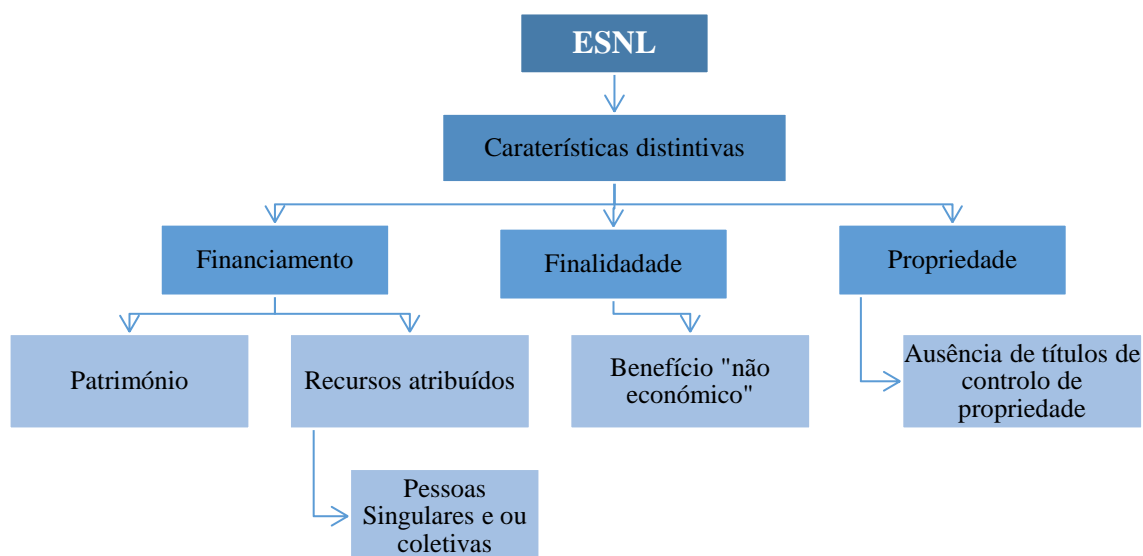 ESNL
Caraterísticas distintivas
Financiamento
Finalidadade
Propriedade
Património
Recursos atribuídos
Benefício "não
económico"
Ausência de títulos de
controlo de
propriedade
Pessoas
Singulares e ou
coletivas